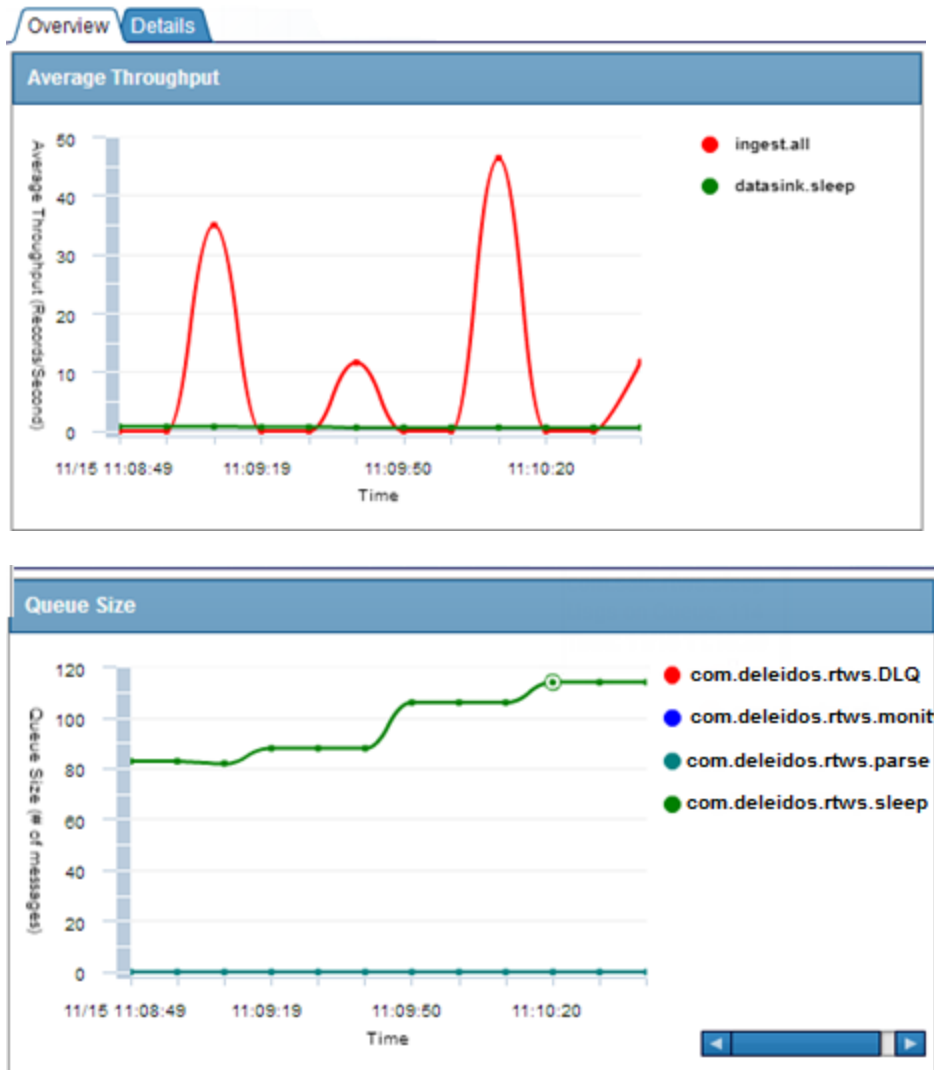 Overview Details
Average Throughput
Average Throughput (Records/Second)
50
40
30
20
10
0
11/15 11:08:49 11:09:19 11:09:50 11:10:20
Time
ingest.all
datasink.sleep
Queue Size
Queue Size (# of messages)
120
100
80
60
40
20
0
11/15 11:08:49 11:09:19 11:09:50 11:10:20
Time
com.deleidos.rtws.DLQ
com.deleidos.rtws.monit
com.deleidos.rtws.parse
com.deleidos.rtws.sleep